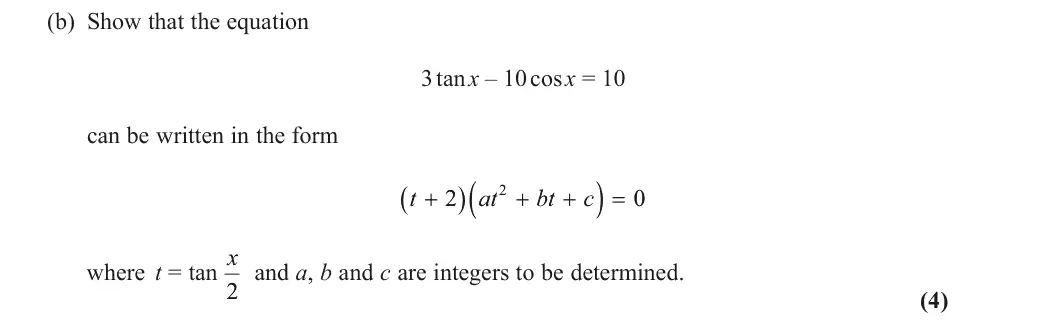 (b) Show that the equation
3 tan x – 10 cos x = 10
can be written in the form
(t + 2)(at² + bt + c) = 0
where t = tan x/2 and a, b and c are integers to be determined.
(4)